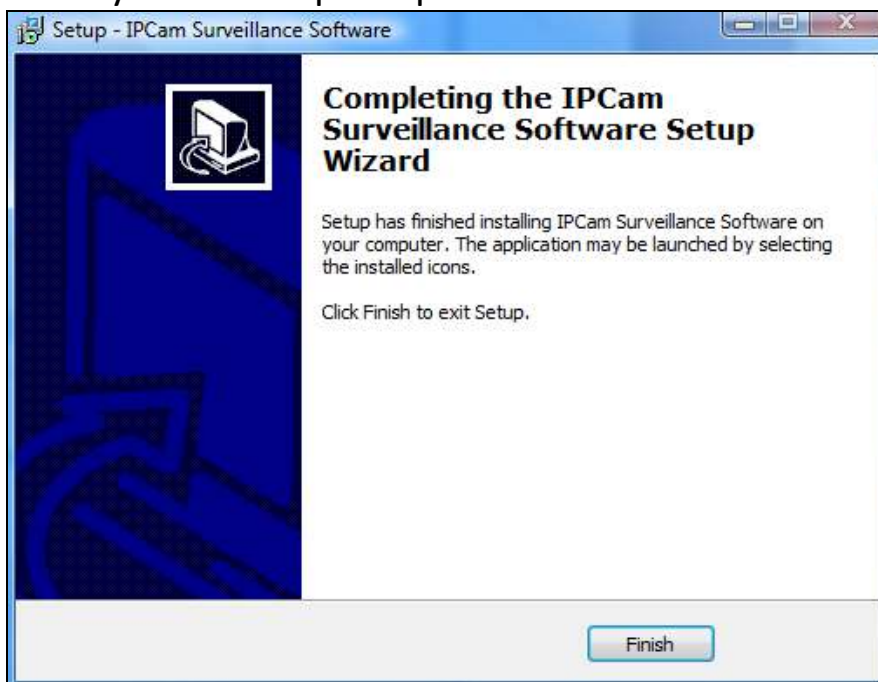 Setup - IPCam Surveillance Software
Completing the IPCam
Surveillance Software Setup
Wizard
Setup has finished installing IPCam Surveillance Software on
your computer. The application may be launched by selecting
the installed icons.
Click Finish to exit Setup.
Finish